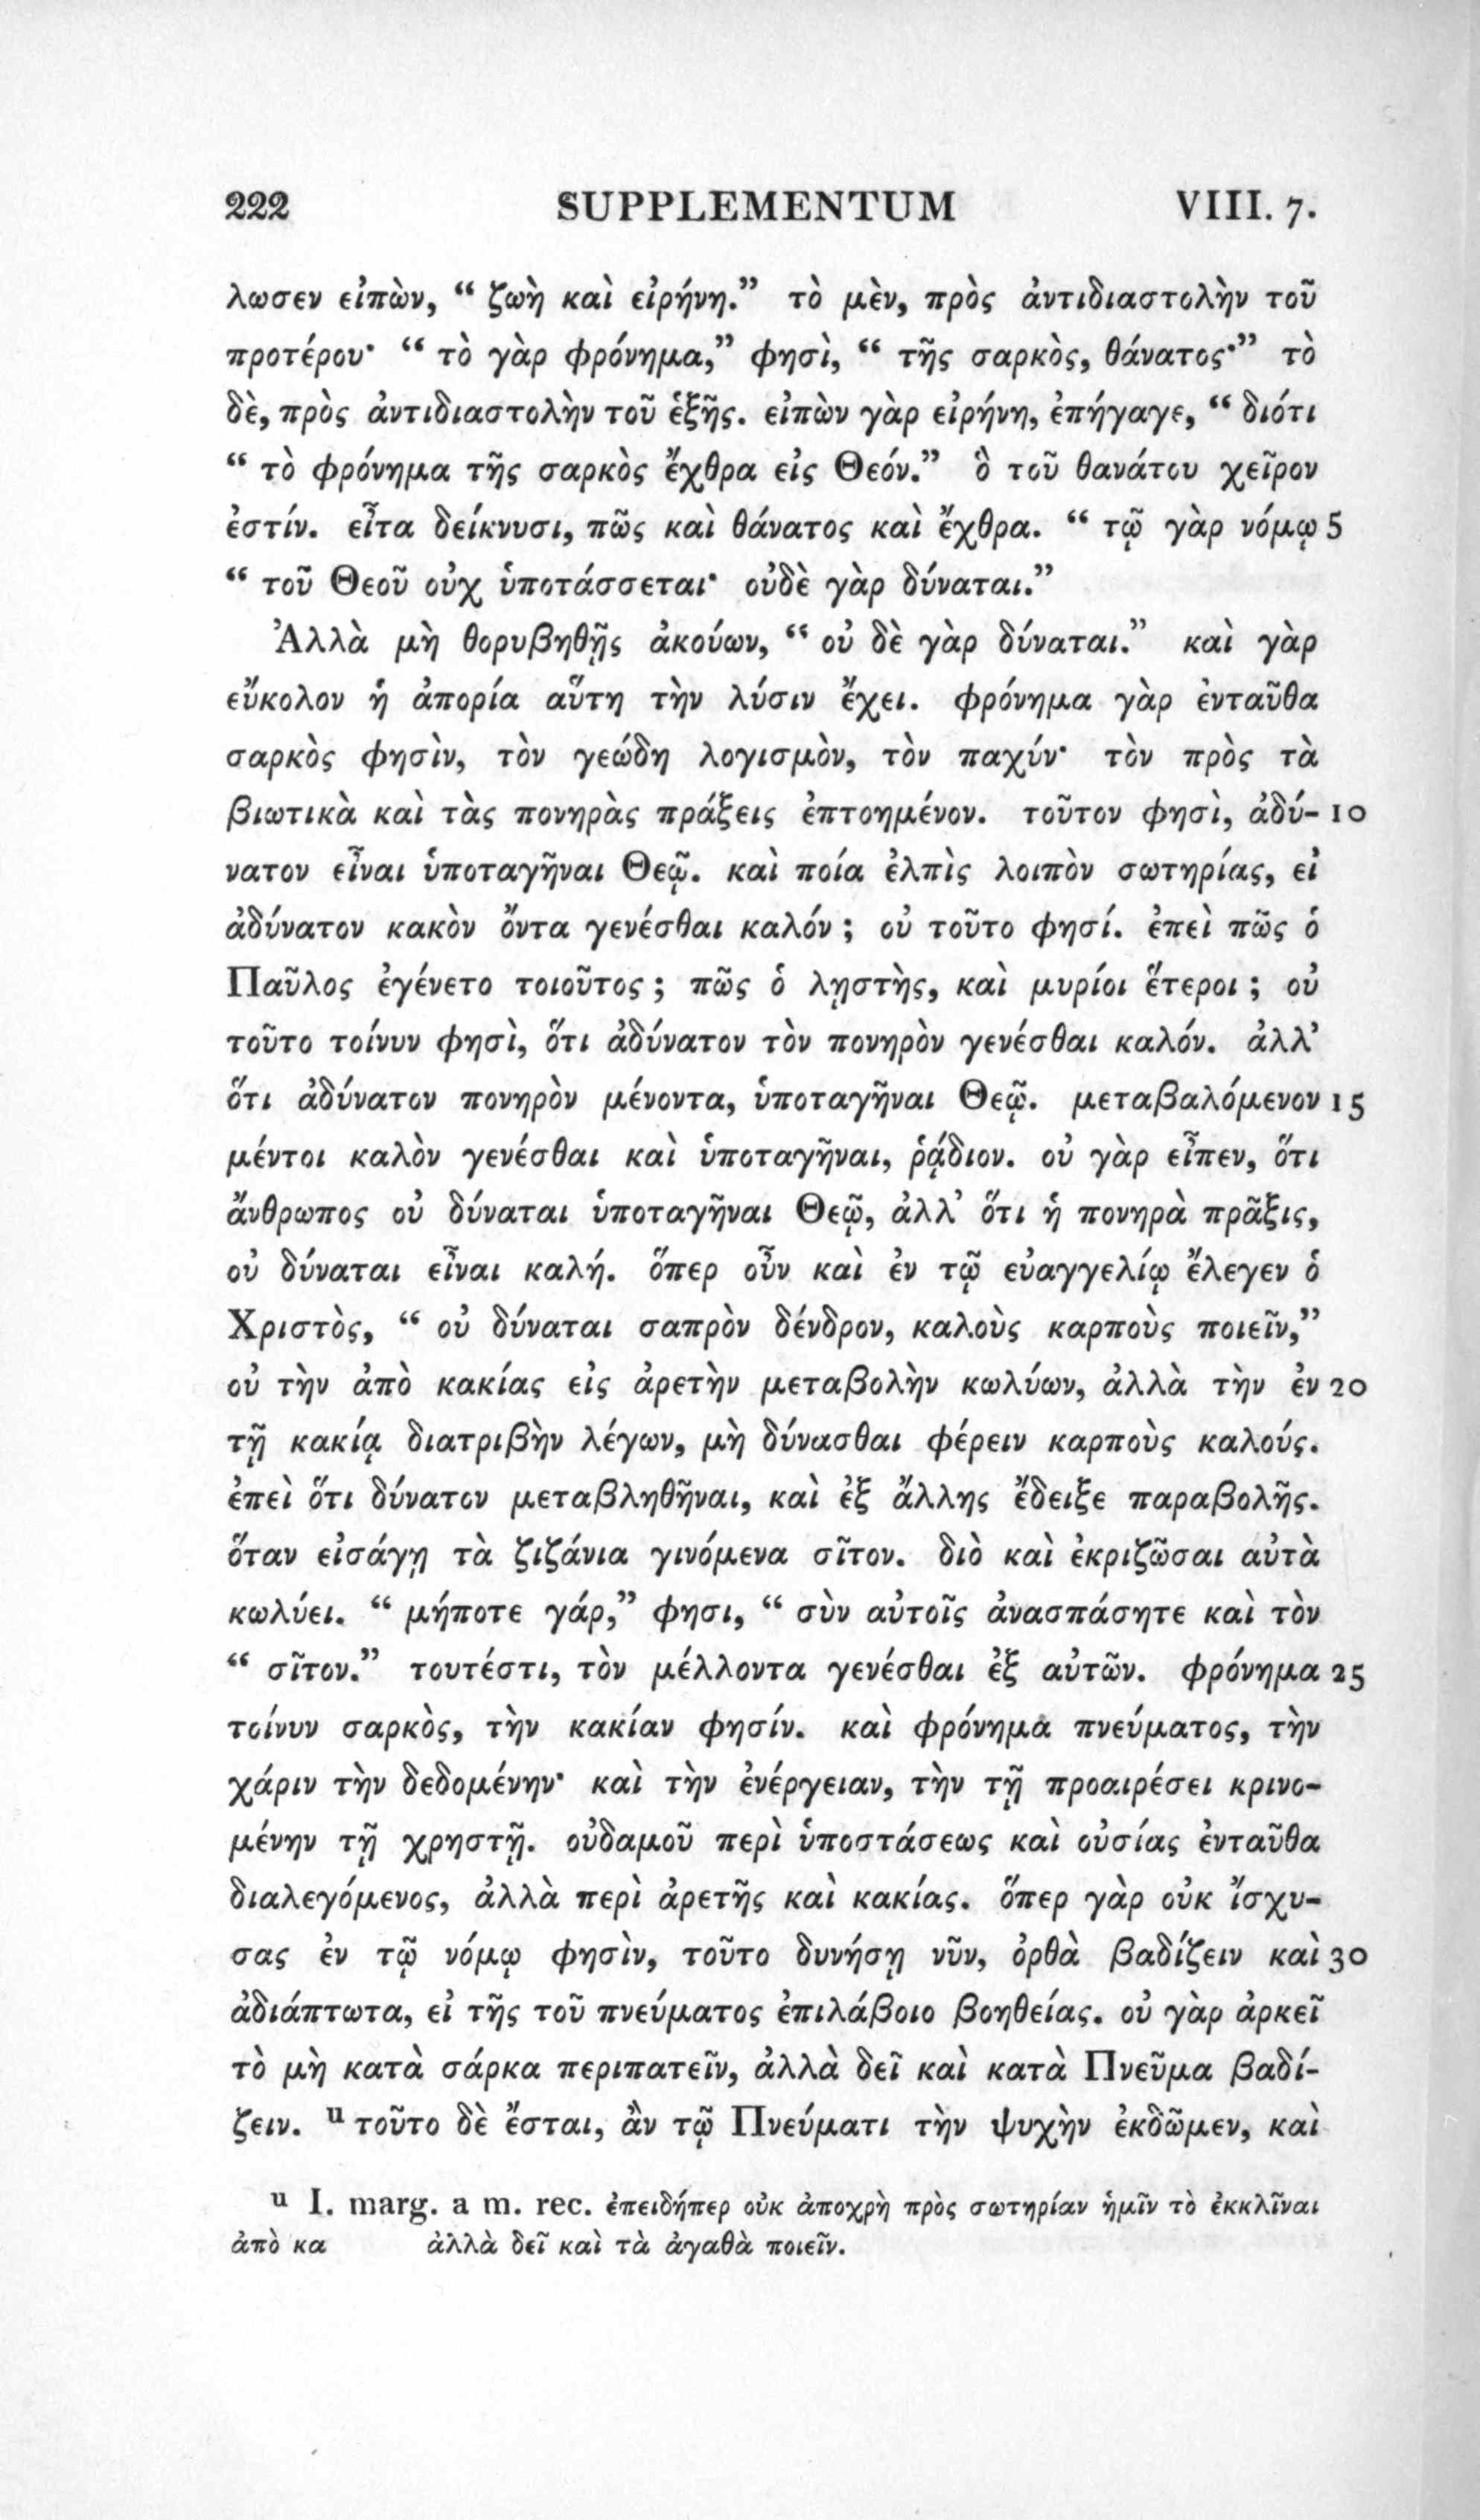 222 SUPPLEMENTUM VIII. 7.
λωσεν εἰπὼν, “ ζωὴ καὶ εἰρήνη.” τὸ μὲν, πρὸς ἀντιδιαστολὴν τοῦ
προτέρου· “ τὸ γὰρ φρόνημα,” φησὶ, “ τῆς σαρκὸς, θάνατος·” τὸ
δὲ, πρὸς ἀντιδιαστολὴν τοῦ ἑξῆς. εἰπὼν γὰρ εἰρήνη, ἐπήγαγε, “ διότι
“ τὸ φρόνημα τῆς σαρκὸς ἔχθρα εἰς Θεόν.” ὃ τοῦ θανάτου χεῖρον
ἐστίν. εἶτα δείκνυσι, πῶς καὶ θάνατος καὶ ἔχθρα. “ τῷ γὰρ νόμῳ 5
“ τοῦ Θεοῦ οὐχ ὑποτάσσεται· οὐδὲ γὰρ δύναται.”
Ἀλλὰ μὴ θορυβηθῇς ἀκούων, “ οὐ δὲ γὰρ δύναται.” καὶ γὰρ
εὔκολον ἡ ἀπορία αὕτη τὴν λύσιν ἔχει. φρόνημα γὰρ ἐνταῦθα
σαρκὸς φησὶν, τὸν γεώδη λογισμὸν, τὸν παχύν· τὸν πρὸς τὰ
βιωτικὰ καὶ τὰς πονηρὰς πράξεις ἐπτοημένον. τοῦτον φησὶ, ἀδύ- 10
νατον εἶναι ὑποταγῆναι Θεῷ. καὶ ποία ἐλπὶς λοιπὸν σωτηρίας, εἰ
ἀδύνατον κακὸν ὄντα γενέσθαι καλόν ; οὐ τοῦτο φησί. ἐπεὶ πῶς ὁ
Παῦλος ἐγένετο τοιοῦτος ; πῶς ὁ λῃστὴς, καὶ μυρίοι ἕτεροι ; οὐ
τοῦτο τοίνυν φησὶ, ὅτι ἀδύνατον τὸν πονηρὸν γενέσθαι καλόν. ἀλλ’
ὅτι ἀδύνατον πονηρὸν μένοντα, ὑποταγῆναι Θεῷ. μεταβαλόμενον 15
μέντοι καλὸν γενέσθαι καὶ ὑποταγῆναι, ῥᾴδιον. οὐ γὰρ εἶπεν, ὅτι
ἄνθρωπος οὐ δύναται ὑποταγῆναι Θεῷ, ἀλλ’ ὅτι ἡ πονηρὰ πρᾶξις,
οὐ δύναται εἶναι καλή. ὅπερ οὖν καὶ ἐν τῷ εὐαγγελίῳ ἔλεγεν ὁ
Χριστὸς, “ οὐ δύναται σαπρὸν δένδρον, καλοὺς καρποὺς ποιεῖν,”
οὐ τὴν ἀπὸ κακίας εἰς ἀρετὴν μεταβολὴν κωλύων, ἀλλὰ τὴν ἐν 20
τῇ κακίᾳ διατριβὴν λέγων, μὴ δύνασθαι φέρειν καρποὺς καλούς.
ἐπεὶ ὅτι δύνατον μεταβληθῆναι, καὶ ἐξ ἄλλης ἔδειξε παραβολῆς.
ὅταν εἰσάγῃ τὰ ζιζάνια γινόμενα σῖτον. διὸ καὶ ἐκριζῶσαι αὐτὰ
κωλύει. “ μήποτε γάρ,” φησι, “ σὺν αὐτοῖς ἀνασπάσητε καὶ τὸν
“ σῖτον.” τουτέστι, τὸν μέλλοντα γενέσθαι ἐξ αὐτῶν. φρόνημα 25
τοίνυν σαρκὸς, τὴν κακίαν φησίν. καὶ φρόνημα πνεύματος, τὴν
χάριν τὴν δεδομένην· καὶ τὴν ἐνέργειαν, τὴν τῇ προαιρέσει κρινο-
μένην τῇ χρηστῇ. οὐδαμοῦ περὶ ὑποστάσεως καὶ οὐσίας ἐνταῦθα
διαλεγόμενος, ἀλλὰ περὶ ἀρετῆς καὶ κακίας. ὅπερ γὰρ οὐκ ἴσχυ-
σας ἐν τῷ νόμῳ φησὶν, τοῦτο δυνήσῃ νῦν, ὀρθὰ βαδίζειν καὶ 30
ἀδιάπτωτα, εἰ τῆς τοῦ πνεύματος ἐπιλάβοιο βοηθείας. οὐ γὰρ ἀρκεῖ
τὸ μὴ κατὰ σάρκα περιπατεῖν, ἀλλὰ δεῖ καὶ κατὰ Πνεῦμα βαδί-
ζειν. ᵘ τοῦτο δὲ ἔσται, ἂν τῷ Πνεύματι τὴν ψυχὴν ἐκδῶμεν, καὶ
ᵘ I. marg. a m. rec. ἐπειδήπερ οὐκ ἀποχρὴ πρὸς σωτηρίαν ἡμῖν τὸ ἐκκλῖναι
ἀπὸ κα ἀλλὰ δεῖ καὶ τὰ ἀγαθὰ ποιεῖν.